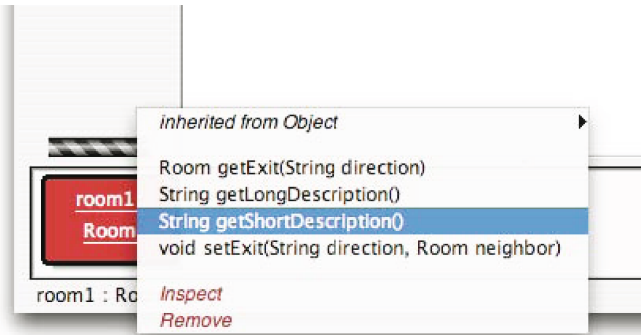 inherited from Object
Room getExit(String direction)
String getLongDescription()
String getShortDescription()
void setExit(String direction, Room neighbor)
Inspect
Remove
room1
Room
room1 : Ro